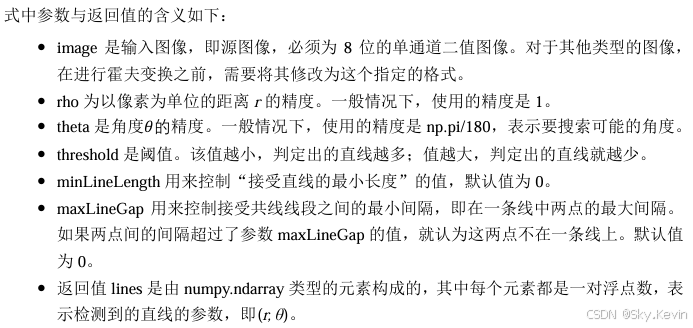 式中参数与返回值的含义如下：
● image 是输入图像，即源图像，必须为 8 位的单通道二值图像。对于其他类型的图像，
在进行霍夫变换之前，需要将其修改为这个指定的格式。
● rho 为以像素为单位的距离 r 的精度。一般情况下，使用的精度是 1。
● theta 是角度θ的精度。一般情况下，使用的精度是 np.pi/180，表示要搜索可能的角度。
● threshold 是阈值。该值越小，判定出的直线越多；值越大，判定出的直线就越少。
● minLineLength 用来控制“接受直线的最小长度”的值，默认值为 0。
● maxLineGap 用来控制接受共线线段之间的最小间隔，即在一条线中两点的最大间隔。
如果两点间的间隔超过了参数 maxLineGap 的值，就认为这两点不在一条线上。默认值
为 0。
● 返回值 lines 是由 numpy.ndarray 类型的元素构成的，其中每个元素都是一对浮点数，表
示检测到的直线的参数，即(r, θ)。
CSDN @Sky.Kevin